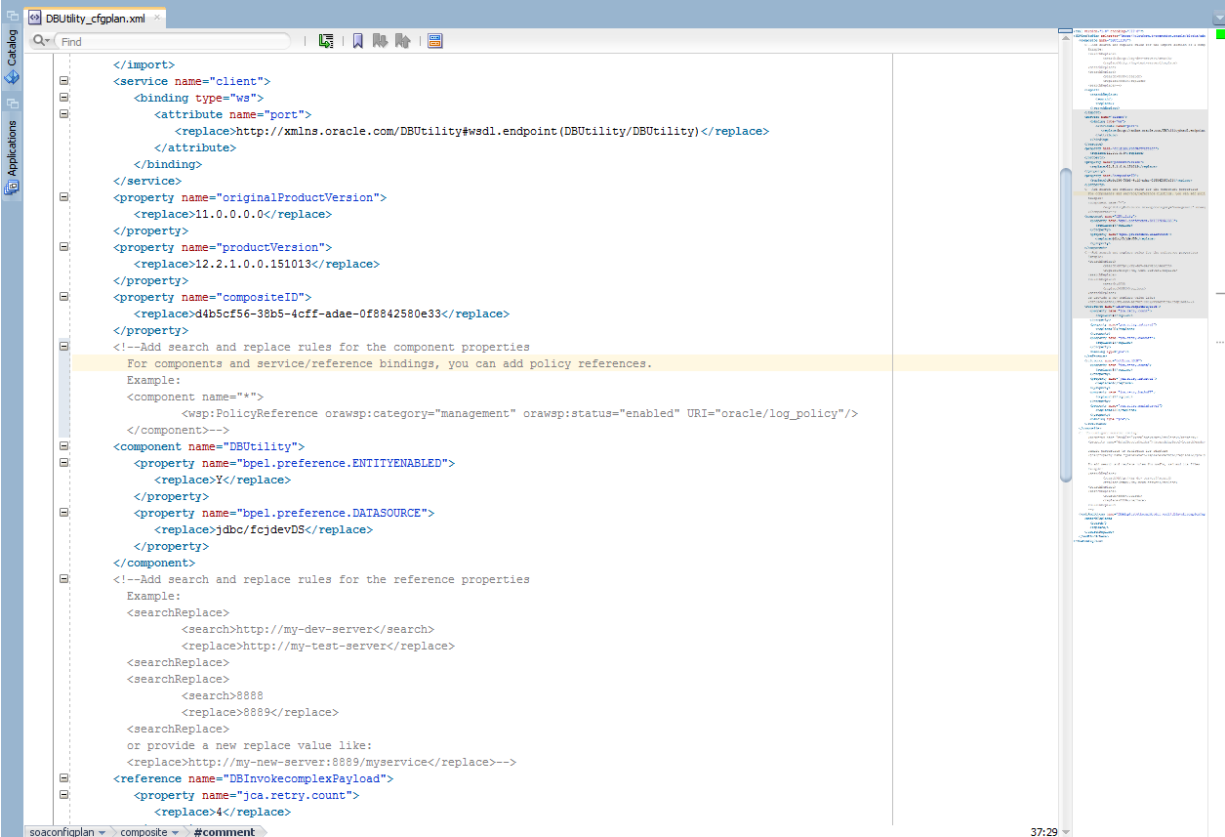 DBUtility_cfgplan.xml
Catalog
Applications
Find
</import>
<service name="client">
<binding type="ws">
<attribute name="port">
<replace>http://xmlns.oracle.com/DBUtility#wsdl.endpoint(DBUtility/DBUtility)</replace>
</attribute>
</binding>
</service>
<property name="originalProductVersion">
<replace>11.0.0.0.0</replace>
</property>
<property name="productVersion">
<replace>12.2.1.0.0.151013</replace>
</property>
<property name="compositeID">
<replace>d4b5cf56-38b5-4cff-adae-0f8842580e33</replace>
</property>
<!--Add search and replace rules for the component properties
For components and service/reference bindings, you can add policy references.
Example:
<component name="*">
<wsp:PolicyReference orawsp:category="management" orawsp:status="enabled" URI="oracle/log_policy"/>
</component>-->
<component name="DBUtility">
<property name="bpel.preference.ENTITYENABLED">
<replace>Y</replace>
</property>
<property name="bpel.preference.DATASOURCE">
<replace>jdbc/fcjdevDS</replace>
</property>
</component>
<!--Add search and replace rules for the reference properties
Example:
<searchReplace>
<search>http://my-dev-server</search>
<replace>http://my-test-server</replace>
<searchReplace>
<searchReplace>
<search>8888
<replace>8889</replace>
<searchReplace>
or provide a new replace value like:
<replace>http://my-new-server:8889/myservice</replace>-->
<reference name="DBInvokecomplexPayload">
<property name="jca.retry.count">
<replace>4</replace>
soaconfigplan composite #comment 37:29